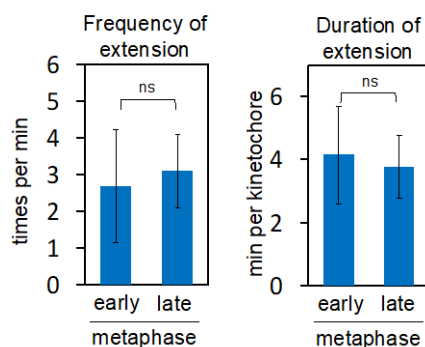 Frequency of
extension
times per min
6
5
4
3
2
1
0
ns
early late
metaphase
Duration of
extension
min per kinetochore
6
4
2
0
ns
early late
metaphase